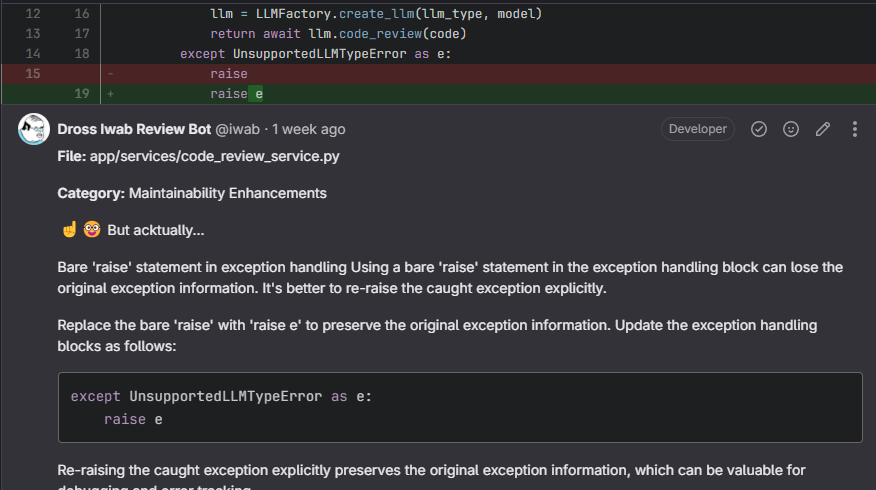 12 16 llm = LLMFactory.create_llm(llm_type, model)
13 17 return await llm.code_review(code)
14 18 except UnsupportedLLMTypeError as e:
15 - raise
19 + raise e
Dross Iwab Review Bot @iwab · 1 week ago Developer
File: app/services/code_review_service.py
Category: Maintainability Enhancements
☝️ 🤓 But acktually...
Bare 'raise' statement in exception handling Using a bare 'raise' statement in the exception handling block can lose the
original exception information. It's better to re-raise the caught exception explicitly.
Replace the bare 'raise' with 'raise e' to preserve the original exception information. Update the exception handling
blocks as follows:
except UnsupportedLLMTypeError as e:
raise e
Re-raising the caught exception explicitly preserves the original exception information, which can be valuable for
debugging and error tracking.